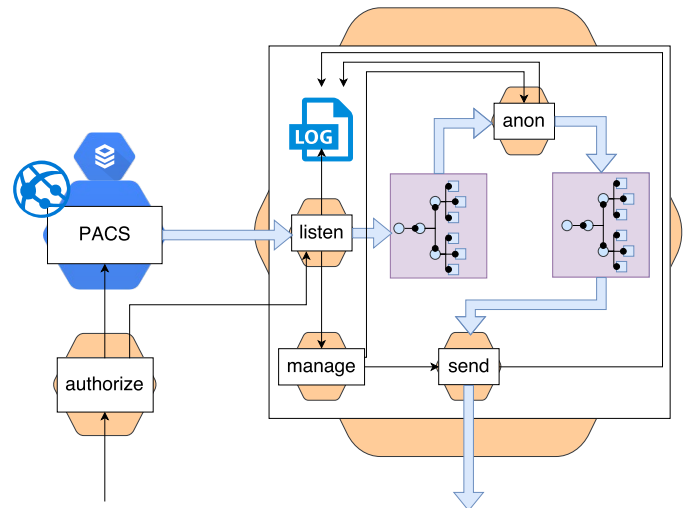 anon
LOG
PACS
listen
manage
send
authorize